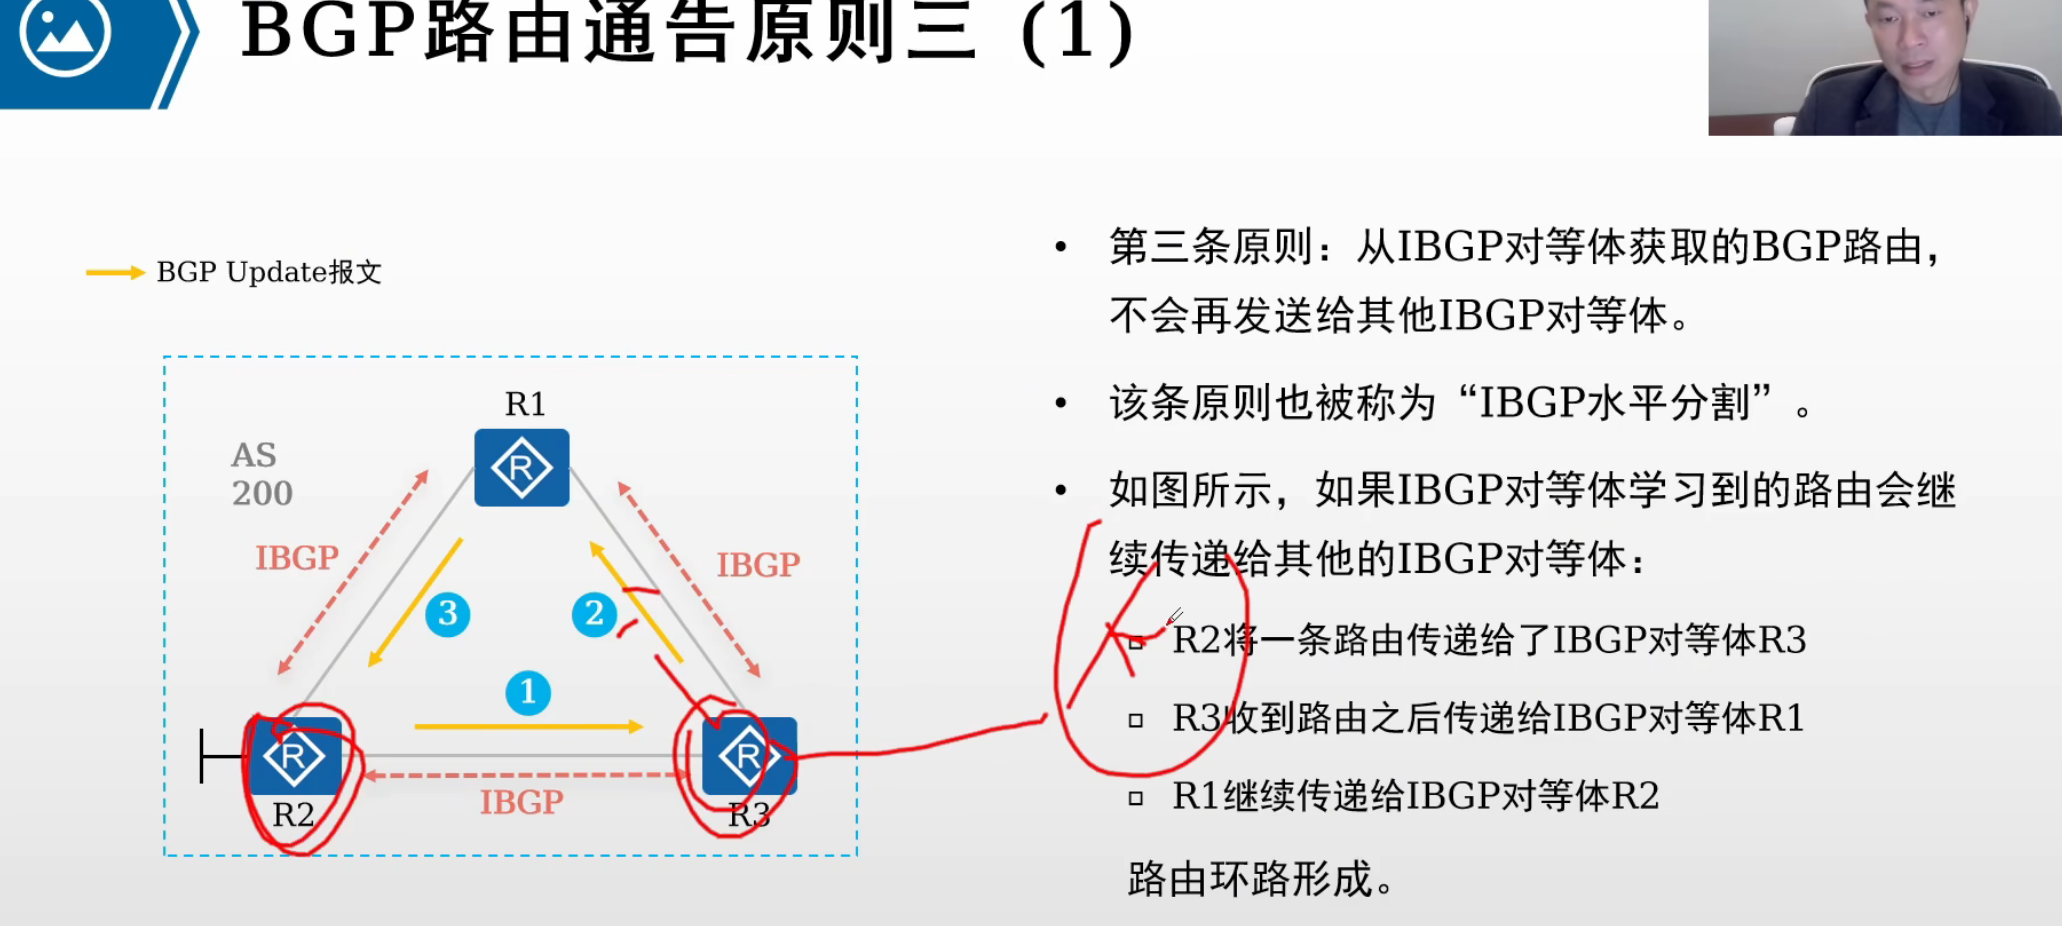 BGP路由通告原则三 (1)
BGP Update报文
R1
AS
200
IBGP
IBGP
3
2
1
R
R
R
IBGP
R2
R3
• 第三条原则：从IBGP对等体获取的BGP路由，
不会再发送给其他IBGP对等体。
• 该条原则也被称为“IBGP水平分割”。
• 如图所示，如果IBGP对等体学习到的路由会继
续传递给其他的IBGP对等体：
▫ R2将一条路由传递给了IBGP对等体R3
▫ R3收到路由之后传递给IBGP对等体R1
▫ R1继续传递给IBGP对等体R2
路由环路形成。